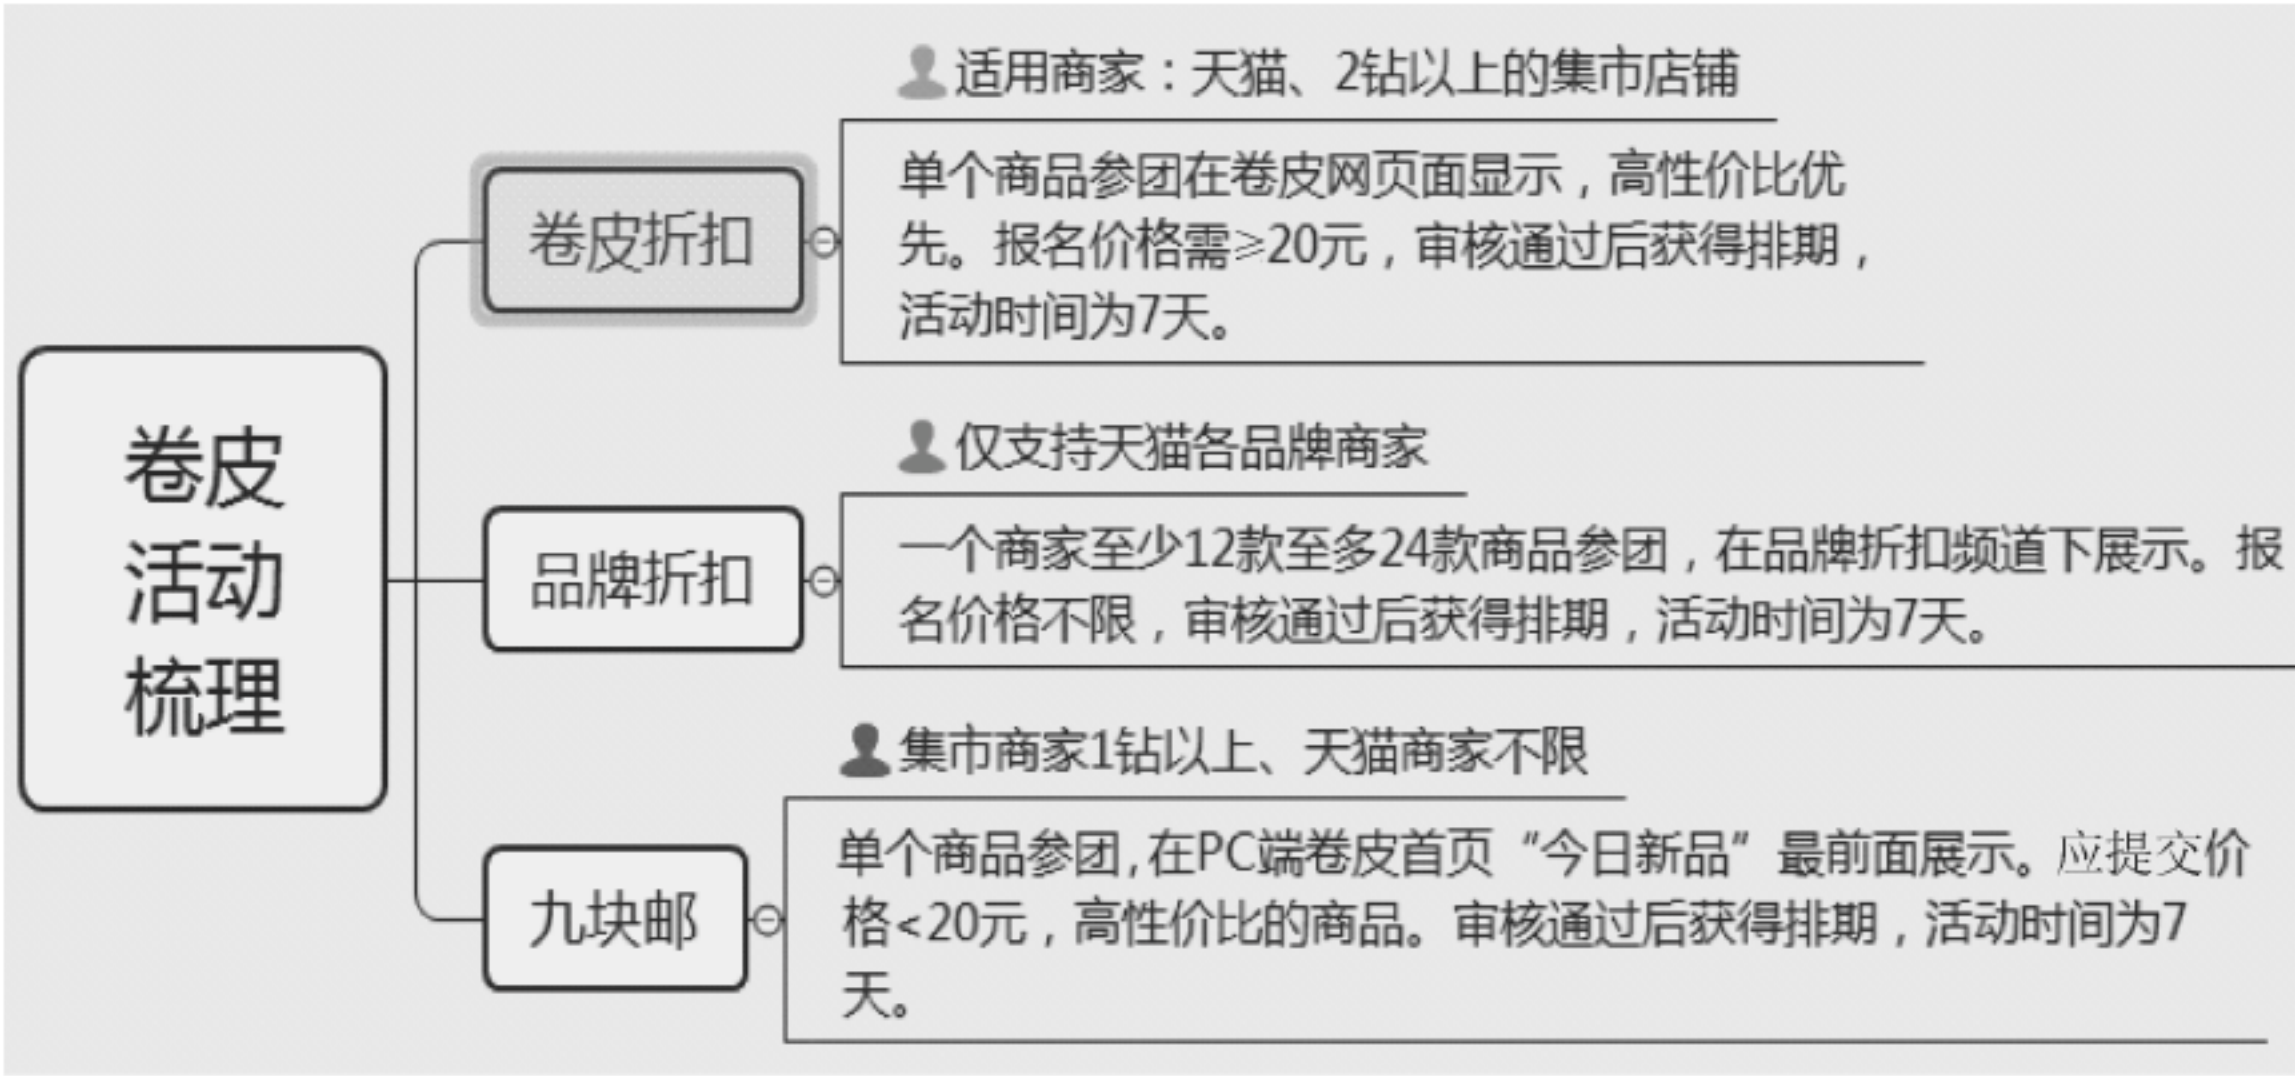 卷皮
活动
梳理
卷皮折扣
适用商家：天猫、2钻以上的集市店铺
单个商品参团在卷皮网页面显示，高性价比优
先。报名价格需≥20元，审核通过后获得排期，
活动时间为7天。
品牌折扣
仅支持天猫各品牌商家
一个商家至少12款至多24款商品参团，在品牌折扣频道下展示。报
名价格不限，审核通过后获得排期，活动时间为7天。
九块邮
集市商家1钻以上、天猫商家不限
单个商品参团,在PC端卷皮首页“今日新品”最前面展示。应提交价
格<20元，高性价比的商品。审核通过后获得排期，活动时间为7
天。